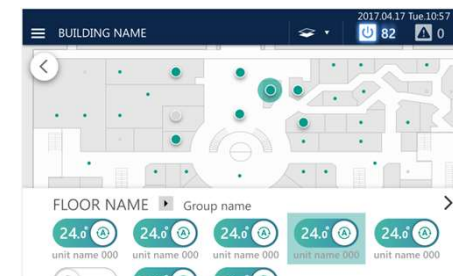 2017.04.17 Tue.10:57
BUILDING NAME
82
0
FLOOR NAME Group name
24.0° A 24.0° A 24.0° A 24.0° A 24.0° A
unit name 000 unit name 000 unit name 000 unit name 000 unit name 000